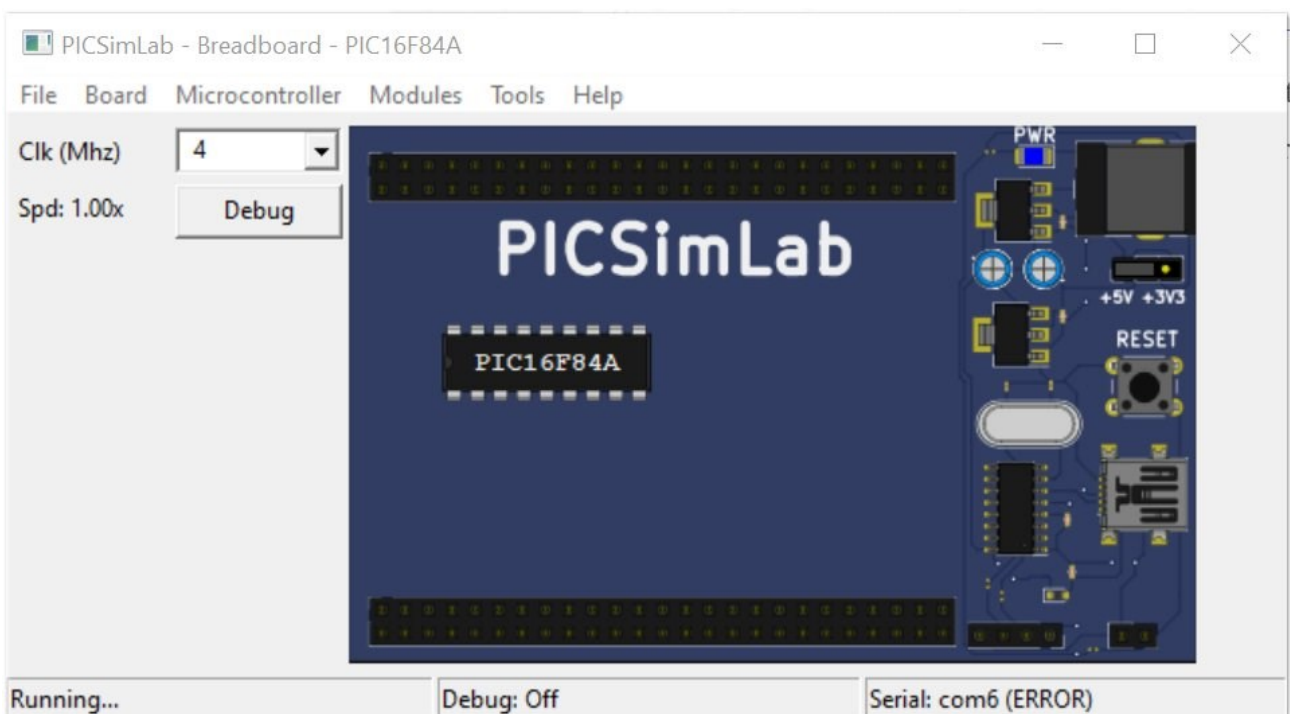 PICSimLab - Breadboard - PIC16F84A
File Board Microcontroller Modules Tools Help
Clk (Mhz) 4
Spd: 1.00x Debug
PWR
PICSimLab
+5V +3V3
PIC16F84A
RESET
Running... Debug: Off Serial: com6 (ERROR)